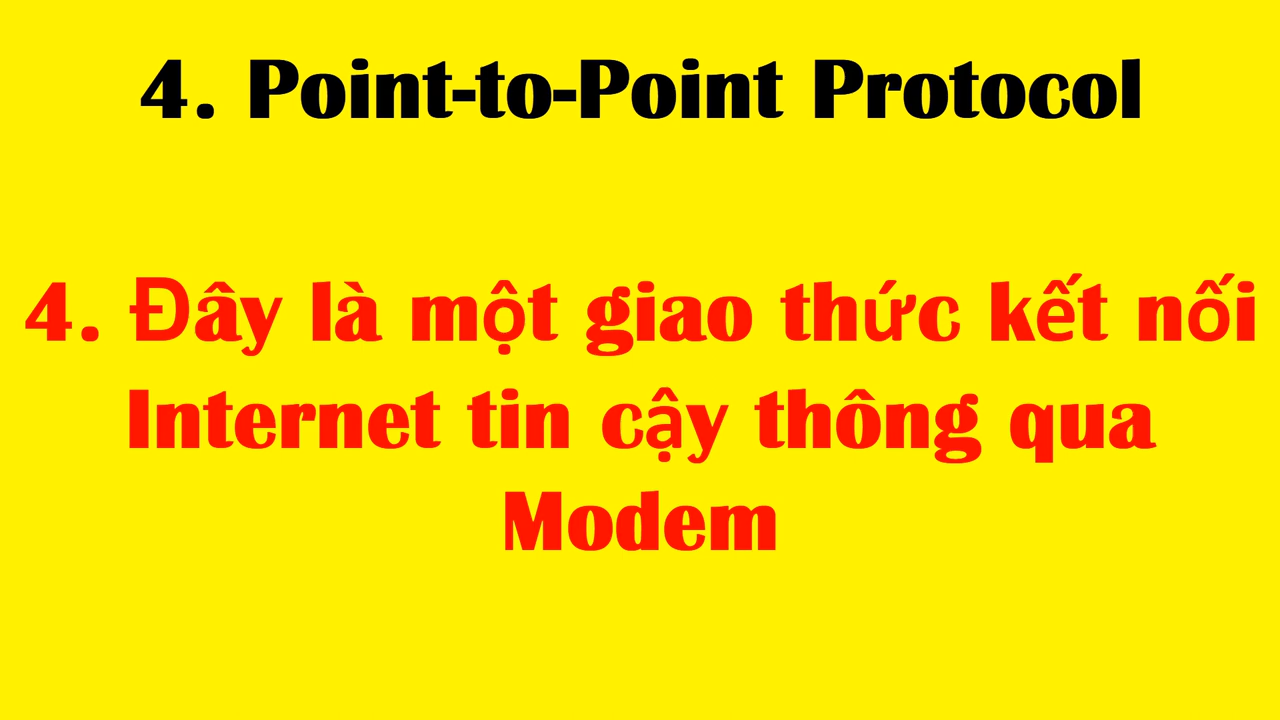 4. Point-to-Point Protocol
4. Đây là một giao thức kết nối
Internet tin cậy thông qua
Modem